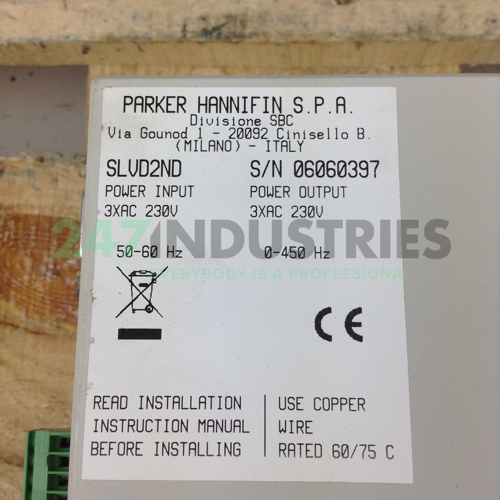 PARKER HANNIFIN S.P.A.
Divisione SBC
Via Gounod 1 - 20092 Cinisello B.
(MILANO) - ITALY
SLVD2ND S/N 06060397
POWER INPUT POWER OUTPUT
3XAC 230V 3XAC 230V
247INDUSTRIES
50-60 Hz 0-450 Hz
EVERYBODY IS A PROFESSIONAL
CE
READ INSTALLATION USE COPPER
INSTRUCTION MANUAL WIRE
BEFORE INSTALLING RATED 60/75 C